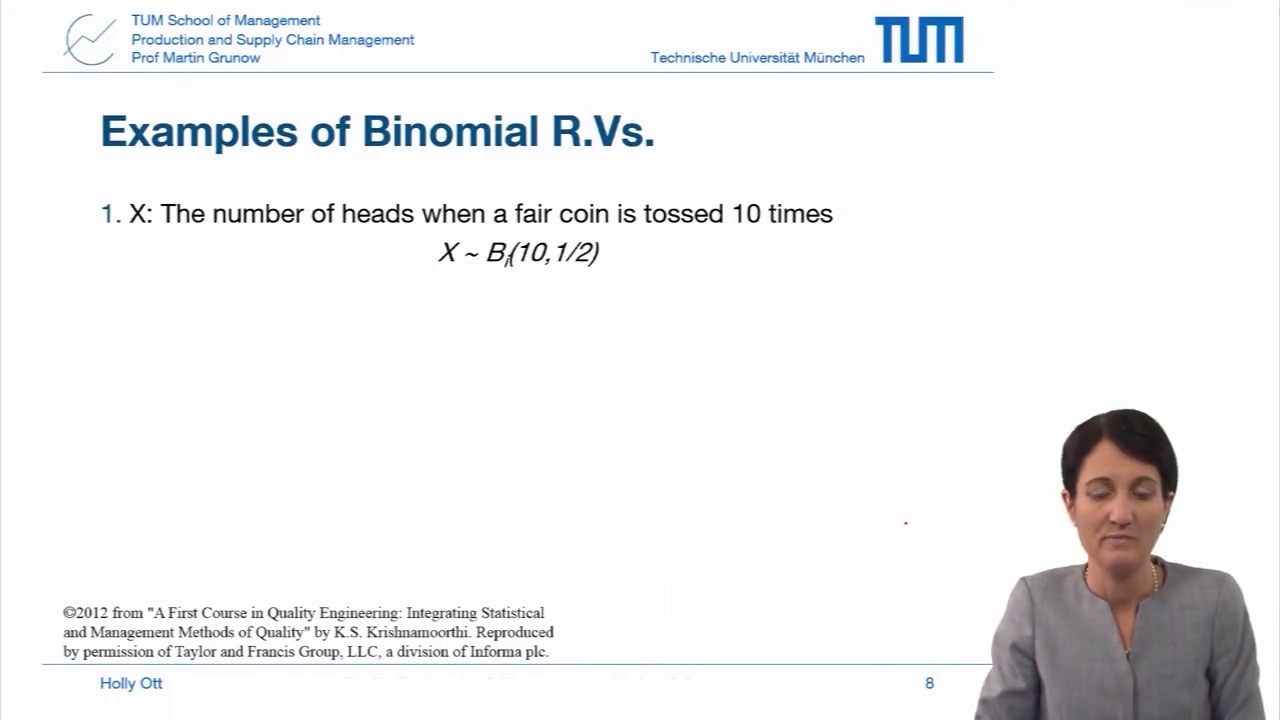 TUM School of Management
Production and Supply Chain Management
Prof Martin Grunow
Technische Universität München
TUM
Examples of Binomial R.Vs.
1. X: The number of heads when a fair coin is tossed 10 times
X ~ Bi(10,1/2)
©2012 from "A First Course in Quality Engineering: Integrating Statistical
and Management Methods of Quality" by K.S. Krishnamoorthi. Reproduced
by permission of Taylor and Francis Group, LLC, a division of Informa plc.
Holly Ott
8